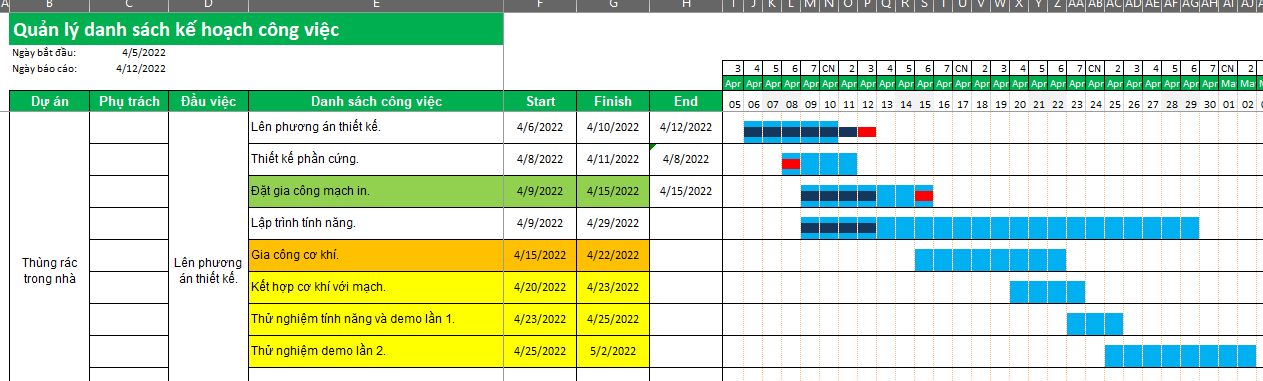 A B C D E F G H I J K L M N O P Q R S T U V W X Y Z AA AB AC AD AE AF AG AH AI AJ
Quản lý danh sách kế hoạch công việc
Ngày bắt đầu: 4/5/2022
Ngày báo cáo: 4/12/2022
3 4 5 6 7 CN 2 3 4 5 6 7 CN 2 3 4 5 6 7 CN 2 3 4 5 6 7 CN 2
Apr Apr Apr Apr Apr Apr Apr Apr Apr Apr Apr Apr Apr Apr Apr Apr Apr Apr Apr Apr Apr Apr Apr Apr Apr Apr Ma Ma
Dự án Phụ trách Đầu việc Danh sách công việc Start Finish End 05 06 07 08 09 10 11 12 13 14 15 16 17 18 19 20 21 22 23 24 25 26 27 28 29 30 01 02
Lên phương án thiết kế. 4/6/2022 4/10/2022 4/12/2022
Thiết kế phần cứng. 4/8/2022 4/11/2022 4/8/2022
Đặt gia công mạch in. 4/9/2022 4/15/2022 4/15/2022
Lập trình tính năng. 4/9/2022 4/29/2022
Thùng rác
trong nhà
Lên phương
án thiết kế.
Gia công cơ khí. 4/15/2022 4/22/2022
Kết hợp cơ khí với mạch. 4/20/2022 4/23/2022
Thử nghiệm tính năng và demo lần 1. 4/23/2022 4/25/2022
Thử nghiệm demo lần 2. 4/25/2022 5/2/2022